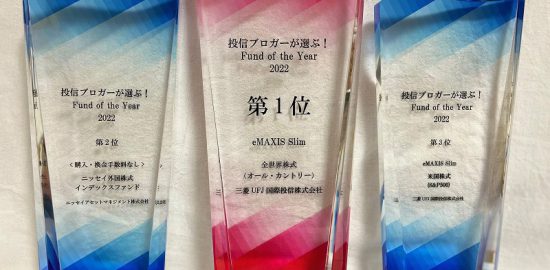 投信ブロガーが選ぶ！
Fund of the Year
2022
第２位
＜購入・換金手数料なし＞
ニッセイ外国株式
インデックスファンド
ニッセイアセットマネジメント株式会社
投信ブロガーが選ぶ！
Fund of the Year
2022
第１位
eMAXIS Slim
全世界株式
（オール・カントリー）
三菱 UFJ 国際投信株式会社
投信ブロガーが選ぶ！
Fund of the Year
2022
第３位
eMAXIS Slim
米国株式
(S&P500)
三菱UFJ国際投信株式会社